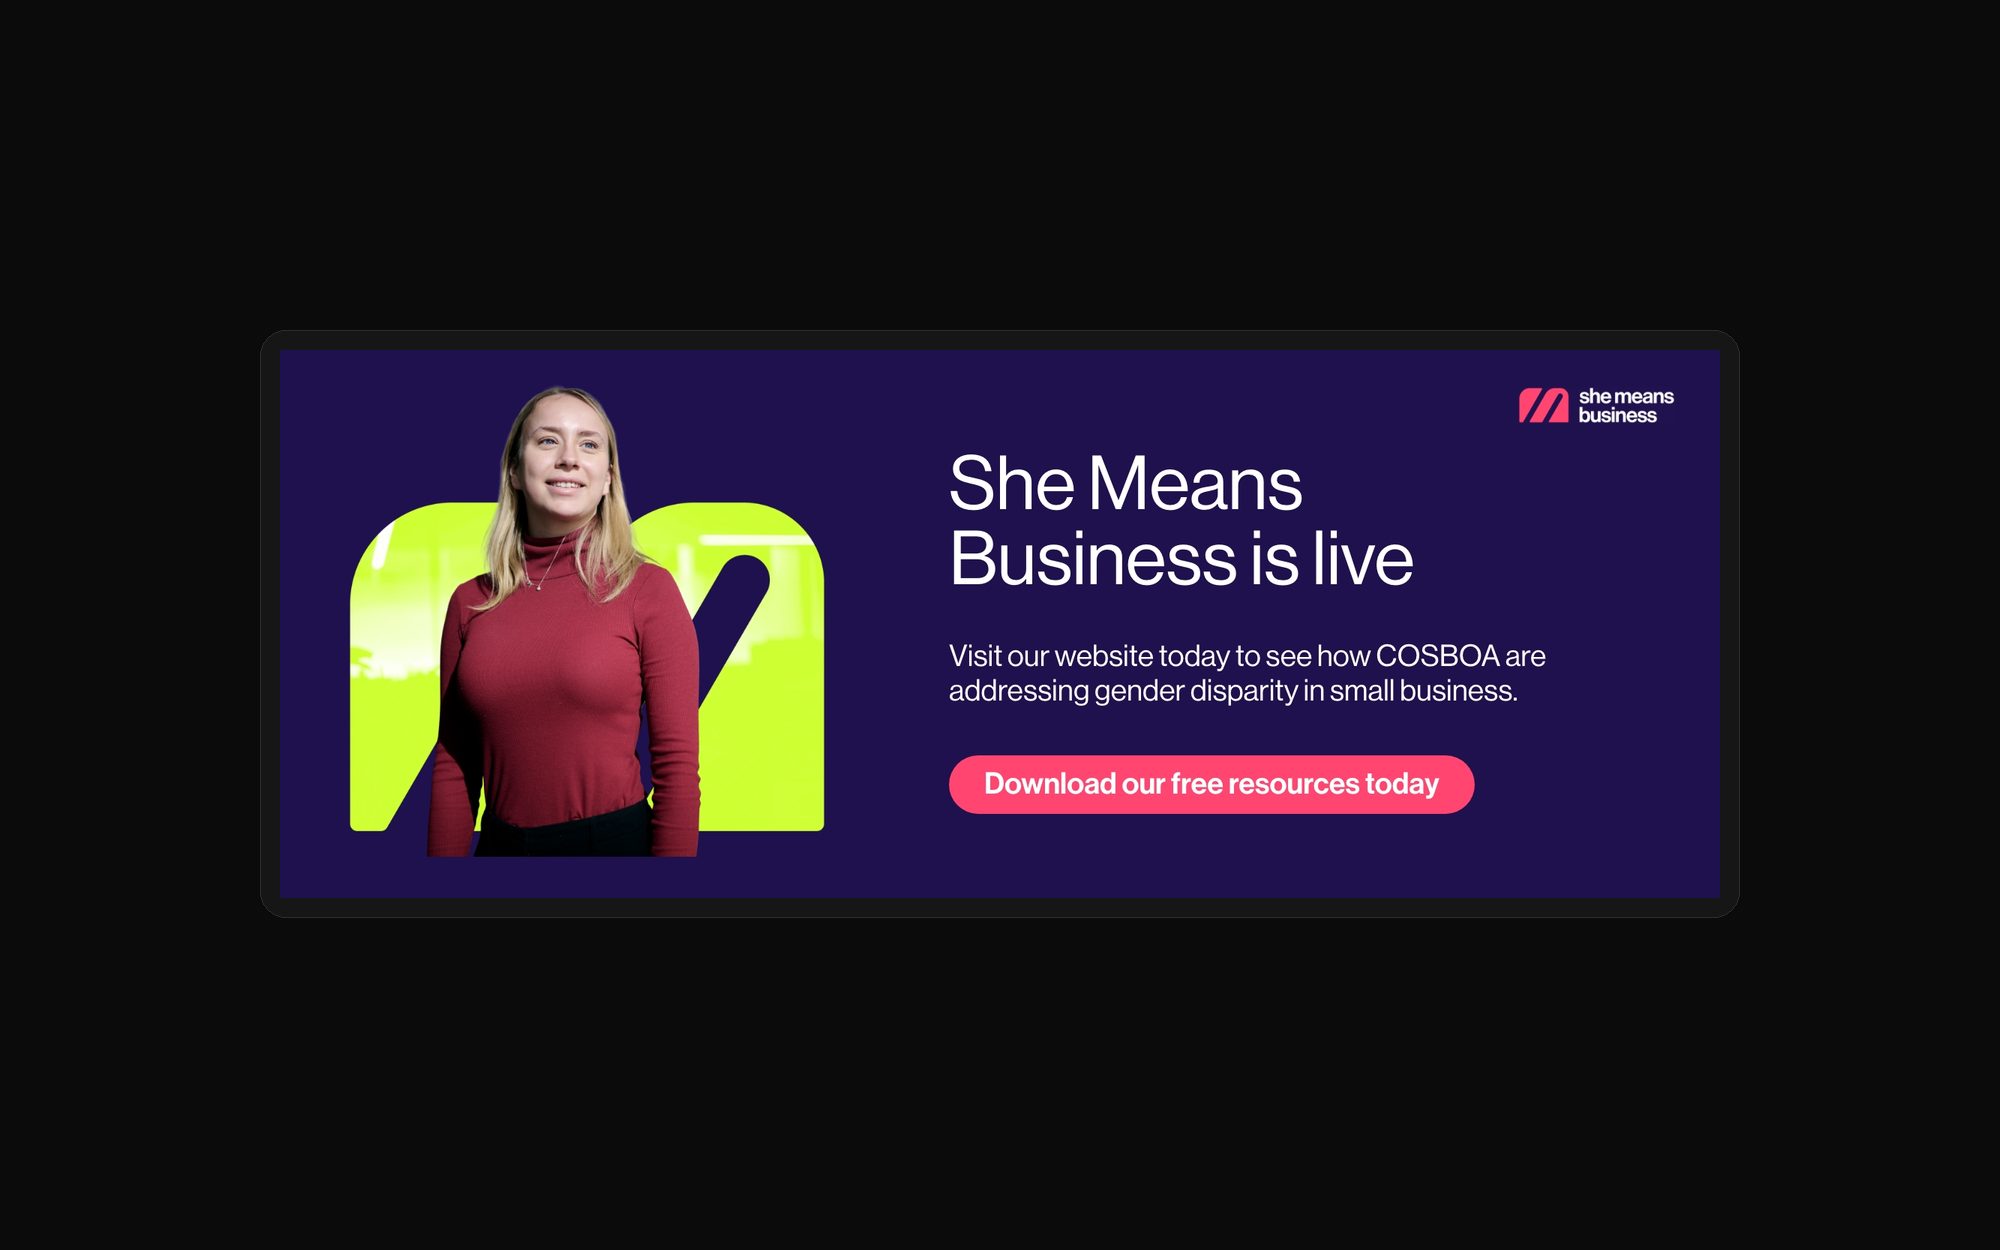 she means
business
She Means
Business is live
Visit our website today to see how COSBOA are
addressing gender disparity in small business.
Download our free resources today